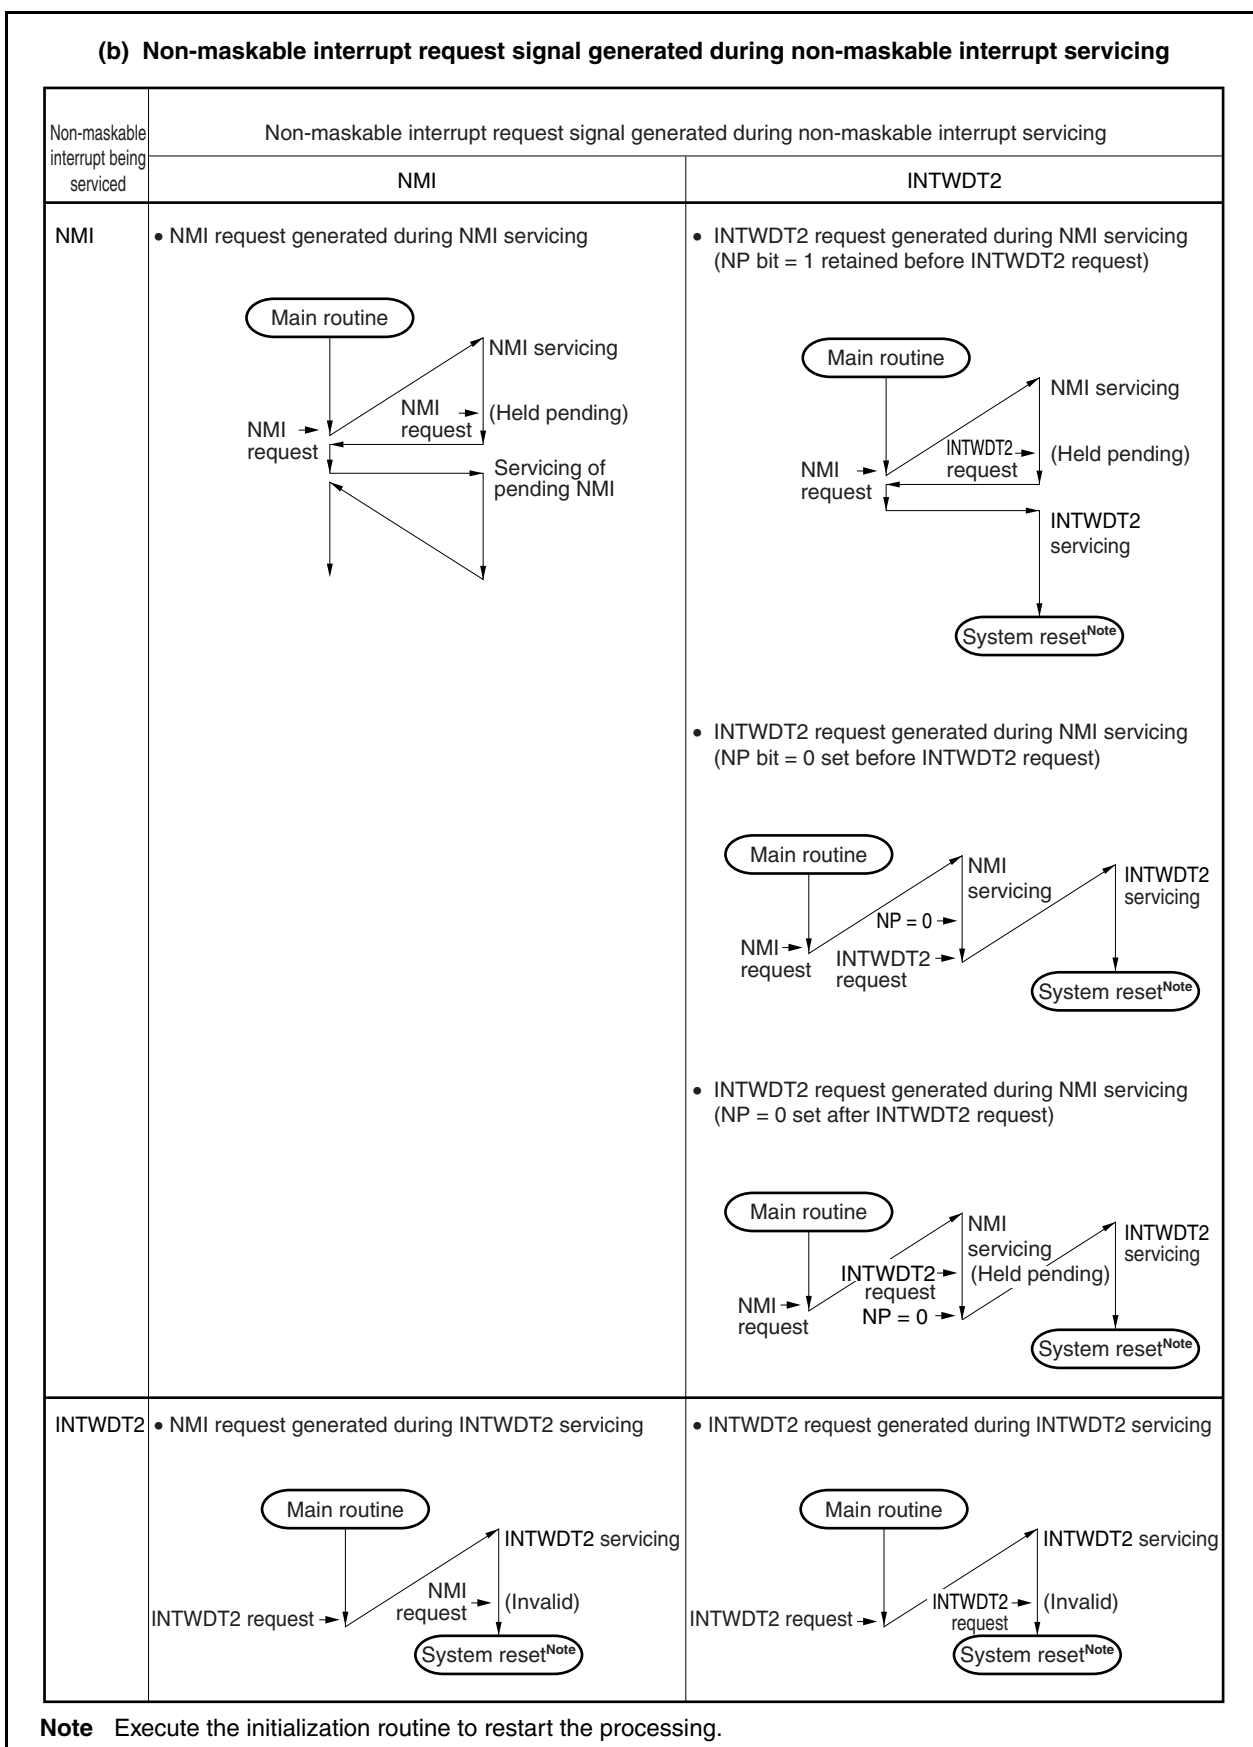 (b) Non-maskable interrupt request signal generated during non-maskable interrupt servicing
Non-maskable
interrupt being
serviced
Non-maskable interrupt request signal generated during non-maskable interrupt servicing
NMI
INTWDT2
NMI
• NMI request generated during NMI servicing
Main routine
NMI servicing
NMI
request
(Held pending)
NMI
request
Servicing of
pending NMI
• INTWDT2 request generated during NMI servicing
(NP bit = 1 retained before INTWDT2 request)
Main routine
NMI servicing
INTWDT2
request
(Held pending)
NMI
request
INTWDT2
servicing
System reset Note
• INTWDT2 request generated during NMI servicing
(NP bit = 0 set before INTWDT2 request)
Main routine
NMI
servicing
INTWDT2
servicing
NP = 0
NMI
request
INTWDT2
request
System reset Note
• INTWDT2 request generated during NMI servicing
(NP = 0 set after INTWDT2 request)
Main routine
NMI
servicing
(Held pending)
INTWDT2
servicing
INTWDT2
request
NMI
request
NP = 0
System reset Note
INTWDT2
• NMI request generated during INTWDT2 servicing
Main routine
INTWDT2 servicing
NMI
request
(Invalid)
INTWDT2 request
System reset Note
• INTWDT2 request generated during INTWDT2 servicing
Main routine
INTWDT2 servicing
INTWDT2
request
(Invalid)
INTWDT2 request
System reset Note
Note Execute the initialization routine to restart the processing.